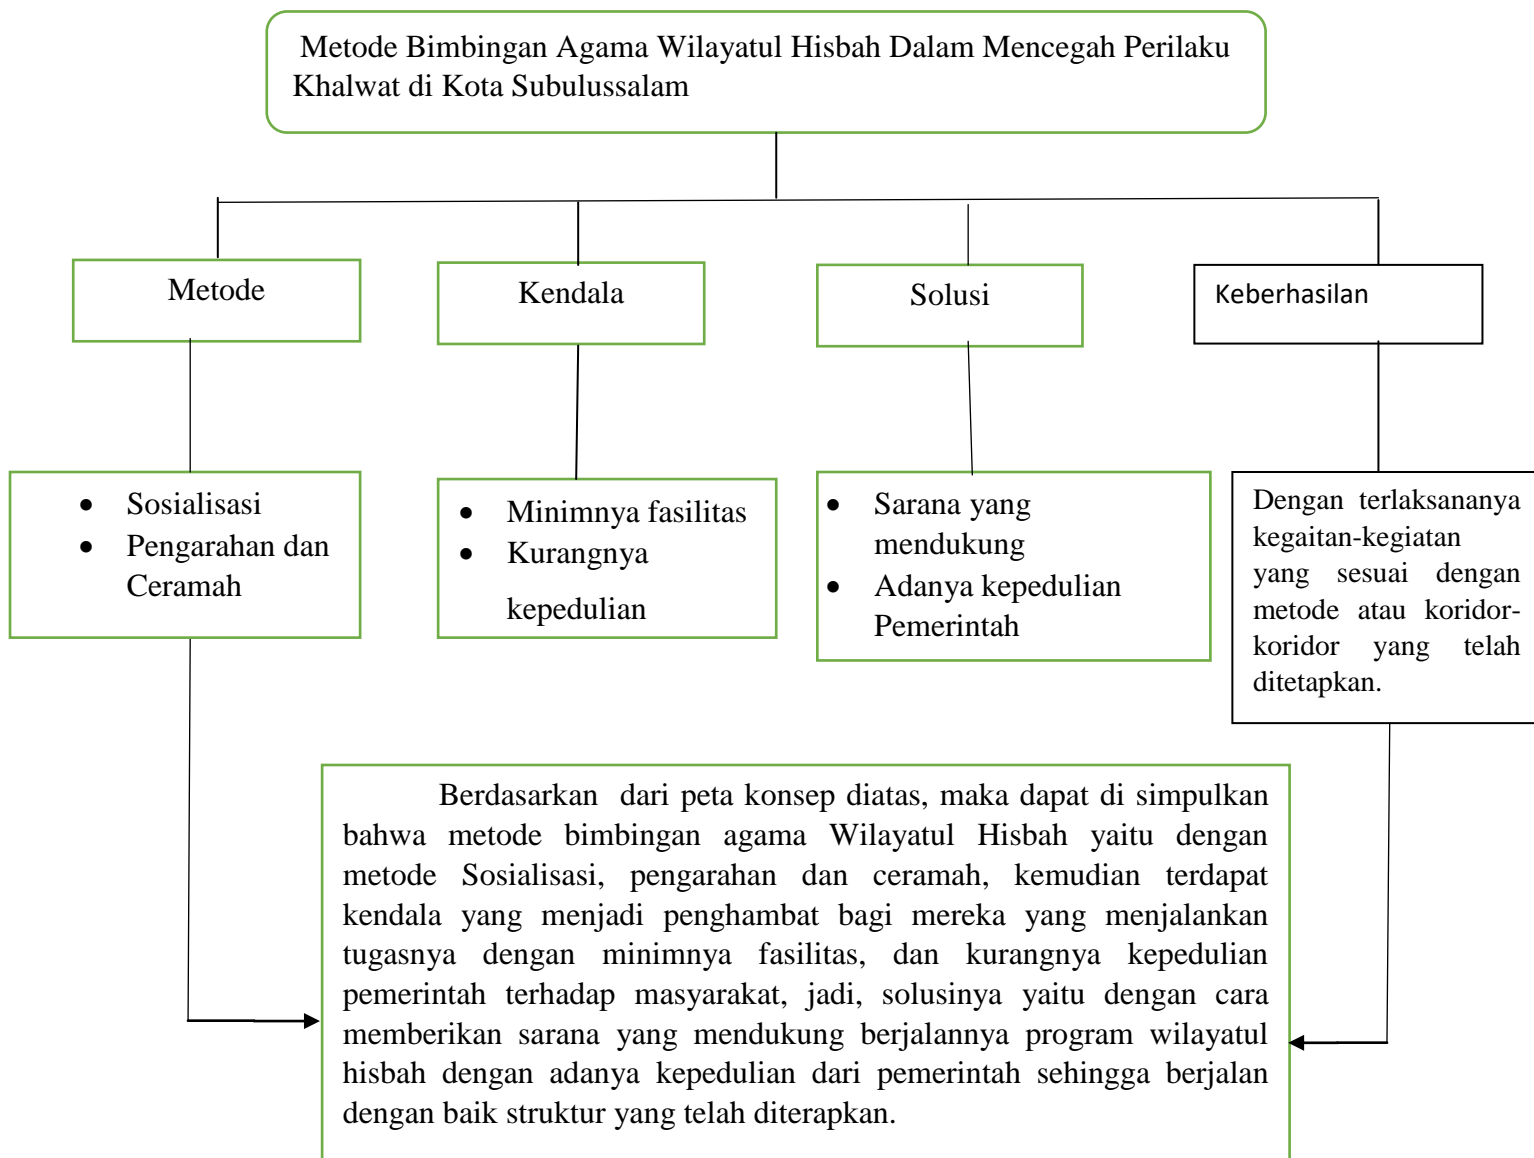 Metode Bimbingan Agama Wilayatul Hisbah Dalam Mencegah Perilaku
Khalwat di Kota Subulussalam
Metode
Kendala
Solusi
Keberhasilan
• Sosialisasi
• Pengarahan dan
Ceramah
• Minimnya fasilitas
• Kurangnya
kepedulian
• Sarana yang
mendukung
• Adanya kepedulian
Pemerintah
Dengan terlaksananya
kegaitan-kegiatan
yang sesuai dengan
metode atau koridor-
koridor yang telah
ditetapkan.
Berdasarkan dari peta konsep diatas, maka dapat di simpulkan
bahwa metode bimbingan agama Wilayatul Hisbah yaitu dengan
metode Sosialisasi, pengarahan dan ceramah, kemudian terdapat
kendala yang menjadi penghambat bagi mereka yang menjalankan
tugasnya dengan minimnya fasilitas, dan kurangnya kepedulian
pemerintah terhadap masyarakat, jadi, solusinya yaitu dengan cara
memberikan sarana yang mendukung berjalannya program wilayatul
hisbah dengan adanya kepedulian dari pemerintah sehingga berjalan
dengan baik struktur yang telah diterapkan.